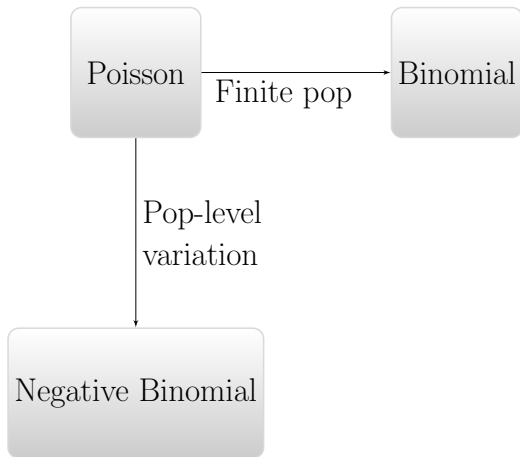 Poisson
Binomial
Finite pop
Pop-level
variation
Negative Binomial